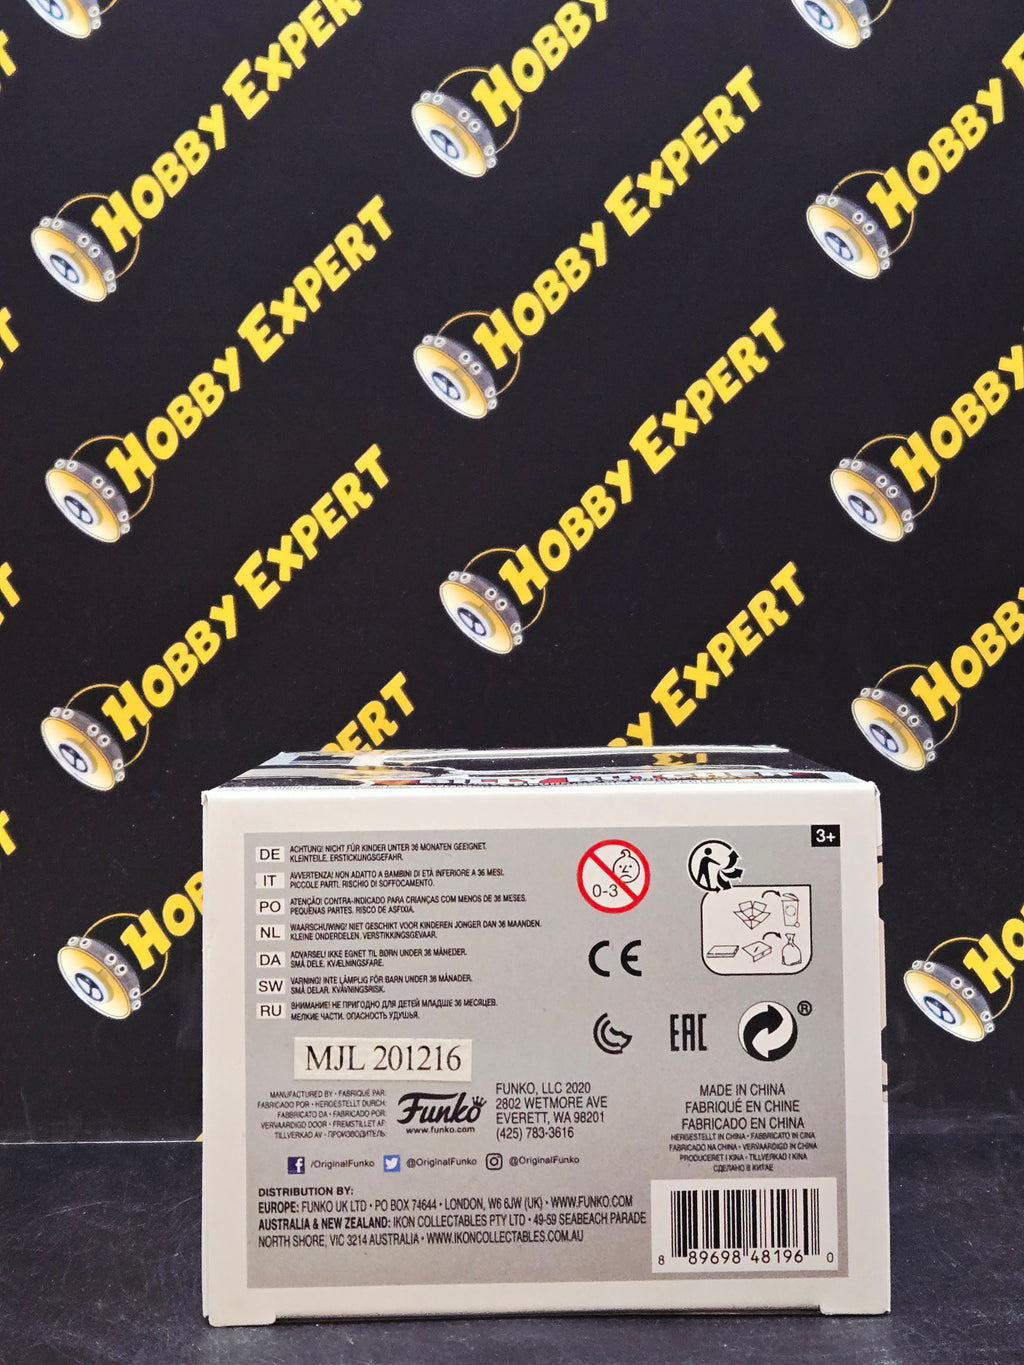 Hobby Expert
Hobby Expert
Hobby Expert
Hobby Expert
Hobby Expert
Hobby Expert
3+
DE ACHTUNG! NICHT FÜR KINDER UNTER 36 MONATEN GEEIGNET.
KLEINTEILE. ERSTICKUNGSGEFAHR.
IT AVVERTENZA! NON ADATTO A BAMBINI DI ETÀ INFERIORE A 36 MESI.
PICCOLE PARTI. RISCHIO DI SOFFOCAMENTO.
PO ATENÇÃO! CONTRA-INDICADO PARA CRIANÇAS COM MENOS DE 36 MESES.
PEQUENAS PARTES. RISCO DE ASFIXIA.
NL WAARSCHUWING! NIET GESCHIKT VOOR KINDEREN JONGER DAN 36 MAANDEN.
KLEINE ONDERDELEN. VERSTIKKINGSGEVAAR.
DA ADVARSEL! IKKE EGNET TIL BØRN UNDER 36 MÅNEDER.
SMÅ DELE. KVÆLNINGSFARE.
SW VARNING! INTE LÄMPLIG FÖR BARN UNDER 36 MÅNADER.
SMÅ DELAR. KVÄVNINGSRISK.
RU ВНИМАНИЕ! НЕ ПРИГОДНО ДЛЯ ДЕТЕЙ МЛАДШЕ 36 МЕСЯЦЕВ.
МЕЛКИЕ ЧАСТИ. ОПАСНОСТЬ УДУШЬЯ.
0-3
CE
EAC
®
MJL 201216
MANUFACTURED BY • FABRIQUÉ PAR:
FABRICADO POR • HERGESTELLT DURCH:
FABBRICATO DA • FABRICADO POR:
VERVAARDIGD DOOR • FREMSTILLET AF:
TILLVERKAD AV • ПРОИЗВОДИТЕЛЬ:
Funko
www.funko.com
FUNKO, LLC 2020
2802 WETMORE AVE
EVERETT, WA 98201
(425) 783-3616
MADE IN CHINA
FABRIQUÉ EN CHINE
FABRICADO EN CHINA
HERGESTELLT IN CHINA • FABBRICATO IN CINA
FABRICADO NA CHINA • VERVAARDIGD IN CHINA
PRODUCERET I KINA • TILLVERKAD I KINA
СДЕЛАНО В КИТАЕ
/OriginalFunko @OriginalFunko @OriginalFunko
DISTRIBUTION BY:
EUROPE: FUNKO UK LTD • PO BOX 74644 • LONDON, W6 6JW (UK) • WWW.FUNKO.COM
AUSTRALIA & NEW ZEALAND: IKON COLLECTABLES PTY LTD • 49-59 SEABEACH PARADE
NORTH SHORE, VIC 3214 AUSTRALIA • WWW.IKONCOLLECTABLES.COM.AU
8 89698 48196 0